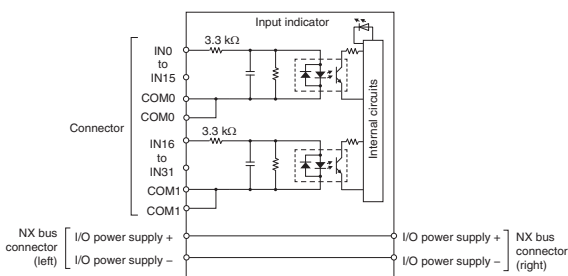 Input indicator
3.3 kΩ
IN0
to
IN15
COM0
COM0
Connector
3.3 kΩ
IN16
to
IN31
COM1
COM1
Internal circuits
NX bus
connector
(left)
I/O power supply +
I/O power supply –
I/O power supply +
I/O power supply –
NX bus
connector
(right)